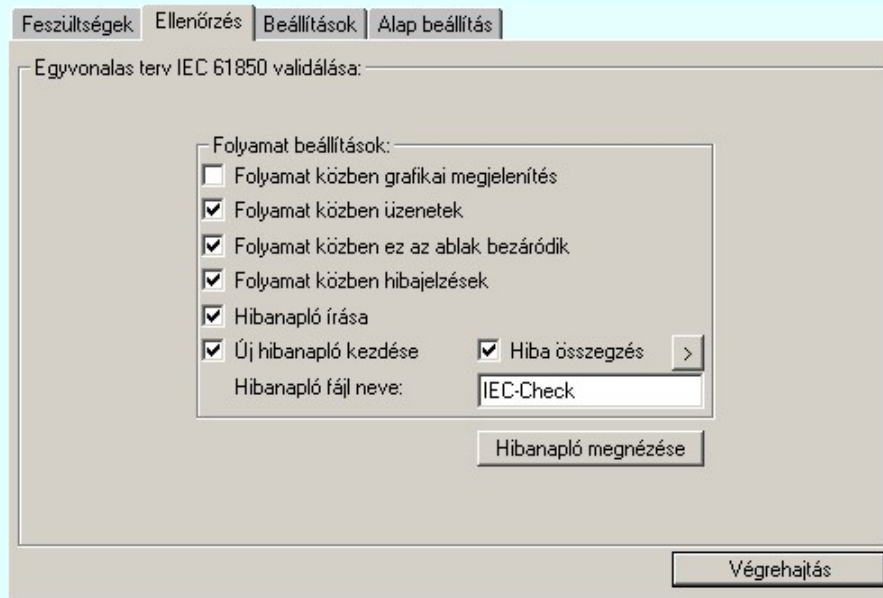 Feszültségek Ellenőrzés Beállítások Alap beállítás
Egyvonalas terv IEC 61850 validálása:
Folyamat beállítások:
Folyamat közben grafikai megjelenítés
Folyamat közben üzenetek
Folyamat közben ez az ablak bezáródik
Folyamat közben hibajelzések
Hibanapló írása
Új hibanapló kezdése Hiba összegzés >
Hibanapló fájl neve: IEC-Check
Hibanapló megnézése
Végrehajtás